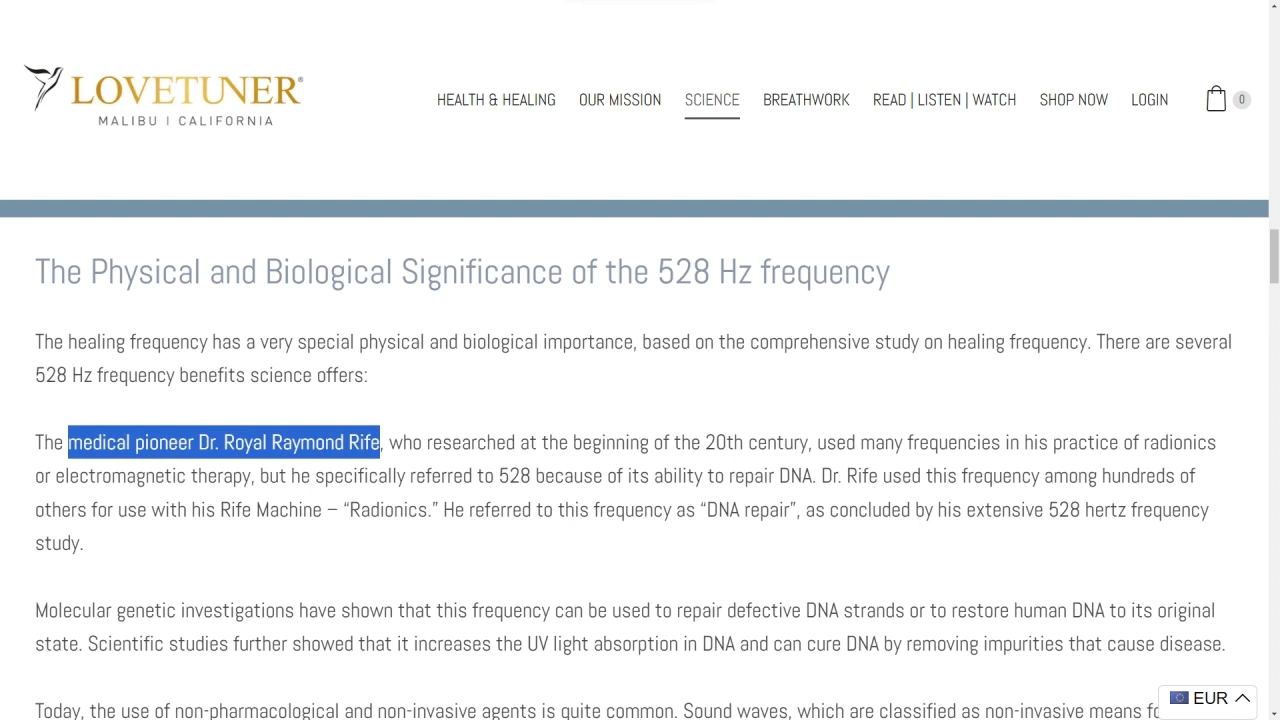 LOVETUNER®
MALIBU | CALIFORNIA
HEALTH & HEALING OUR MISSION SCIENCE BREATHWORK READ | LISTEN | WATCH SHOP NOW LOGIN 0
The Physical and Biological Significance of the 528 Hz frequency
The healing frequency has a very special physical and biological importance, based on the comprehensive study on healing frequency. There are several
528 Hz frequency benefits science offers:
The medical pioneer Dr. Royal Raymond Rife, who researched at the beginning of the 20th century, used many frequencies in his practice of radionics
or electromagnetic therapy, but he specifically referred to 528 because of its ability to repair DNA. Dr. Rife used this frequency among hundreds of
others for use with his Rife Machine – “Radionics.” He referred to this frequency as “DNA repair”, as concluded by his extensive 528 hertz frequency
study.
Molecular genetic investigations have shown that this frequency can be used to repair defective DNA strands or to restore human DNA to its original
state. Scientific studies further showed that it increases the UV light absorption in DNA and can cure DNA by removing impurities that cause disease.
Today, the use of non-pharmacological and non-invasive agents is quite common. Sound waves, which are classified as non-invasive means
EUR